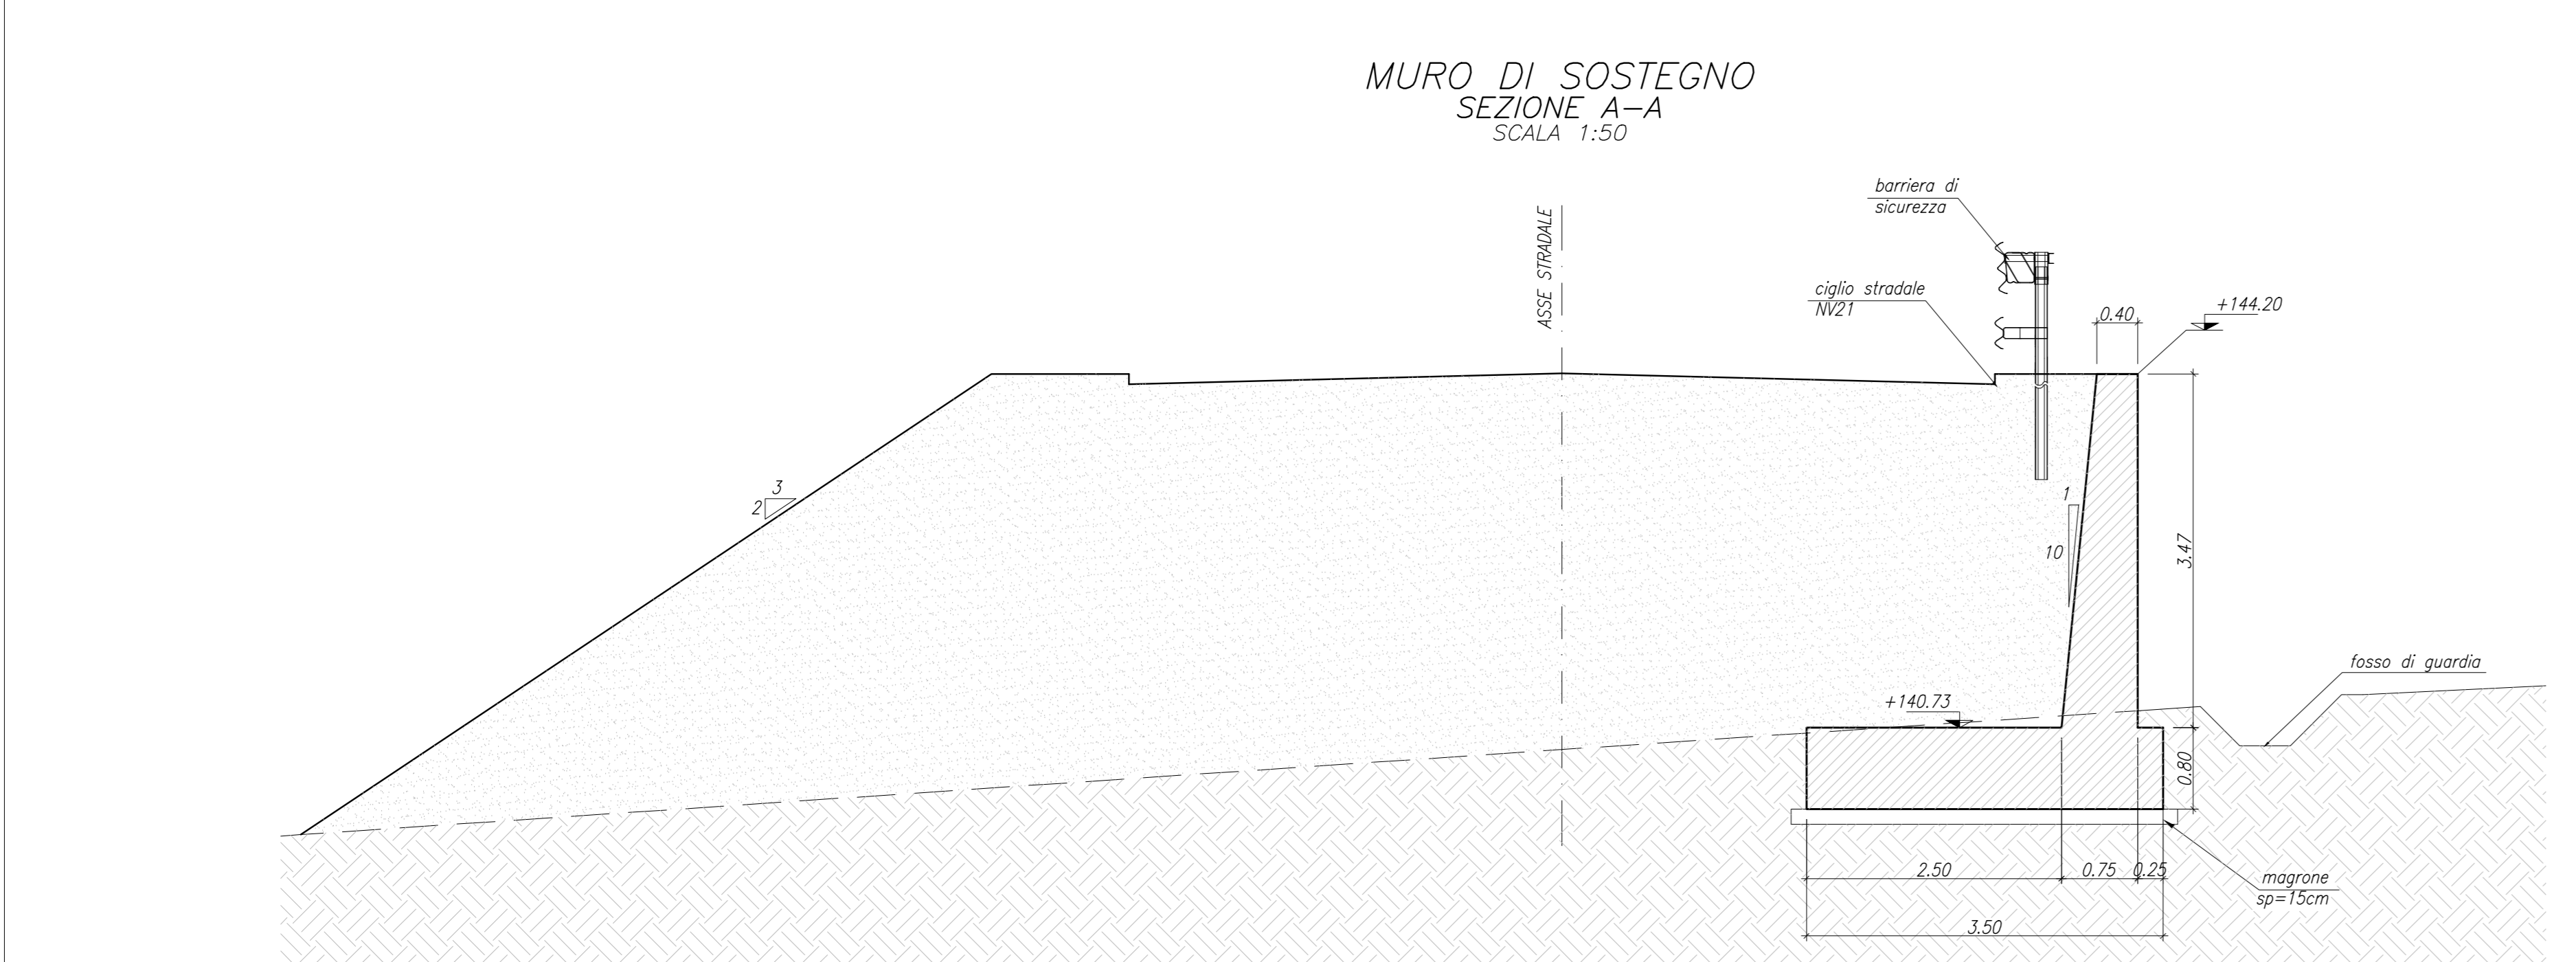 MURO DI SOSTEGNO
SEZIONE A-A
SCALA 1:50
barriera di
sicurezza
ASSE STRADALE
ciglio stradale
NV21
0.40
+144.20
3
2
1
10
3.47
fosso di guardia
+140.73
0.80
2.50
0.75
0.25
magrone
sp=15cm
3.50